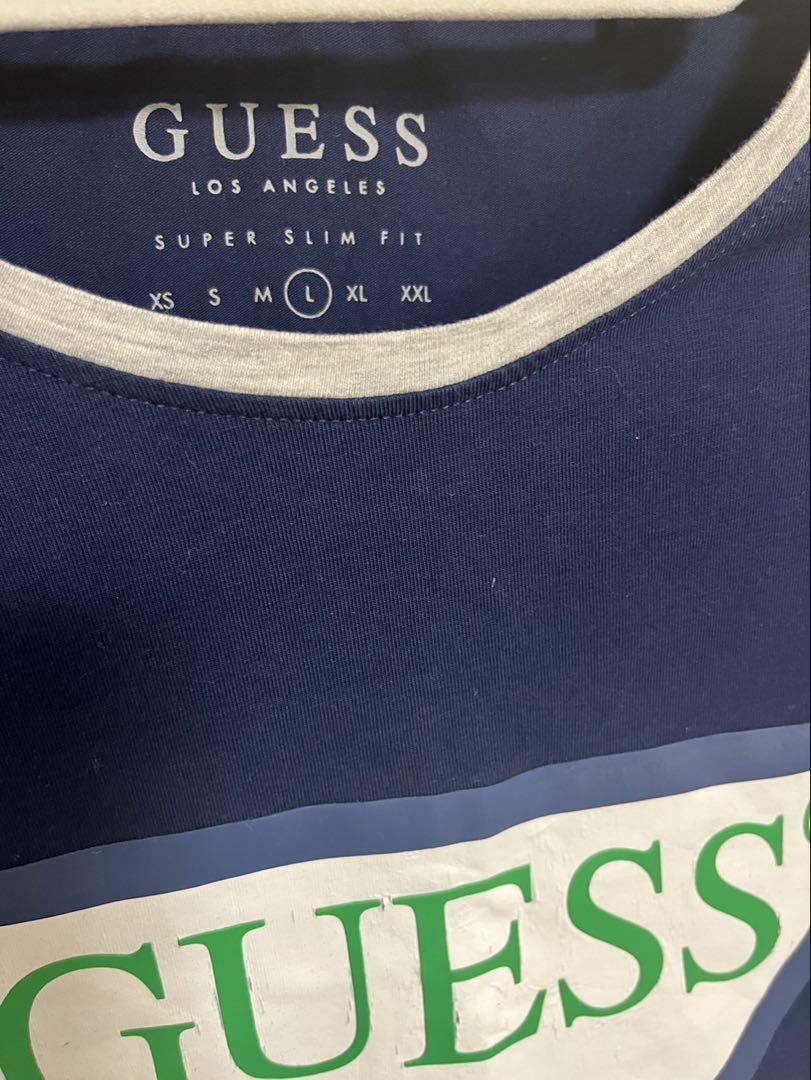 GUESS
LOS ANGELES
SUPER SLIM FIT
XS S M L XL XXL
GUESS